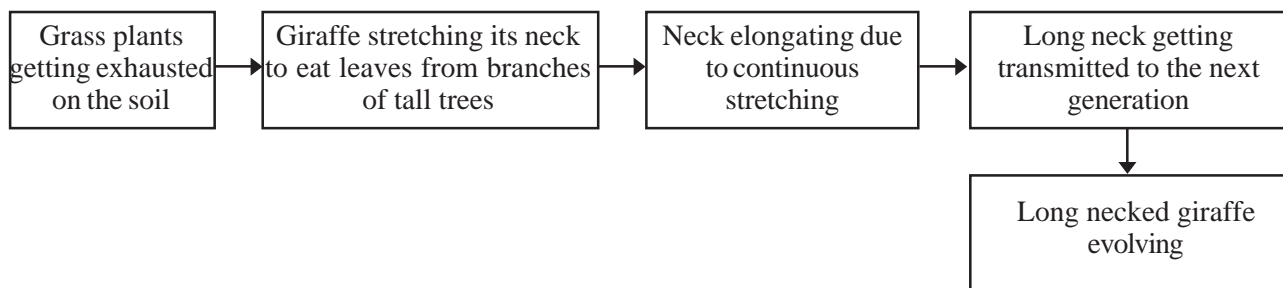 Grass plants
getting exhausted
on the soil
Giraffe stretching its neck
to eat leaves from branches
of tall trees
Neck elongating due
to continuous
stretching
Long neck getting
transmitted to the next
generation
Long necked giraffe
evolving